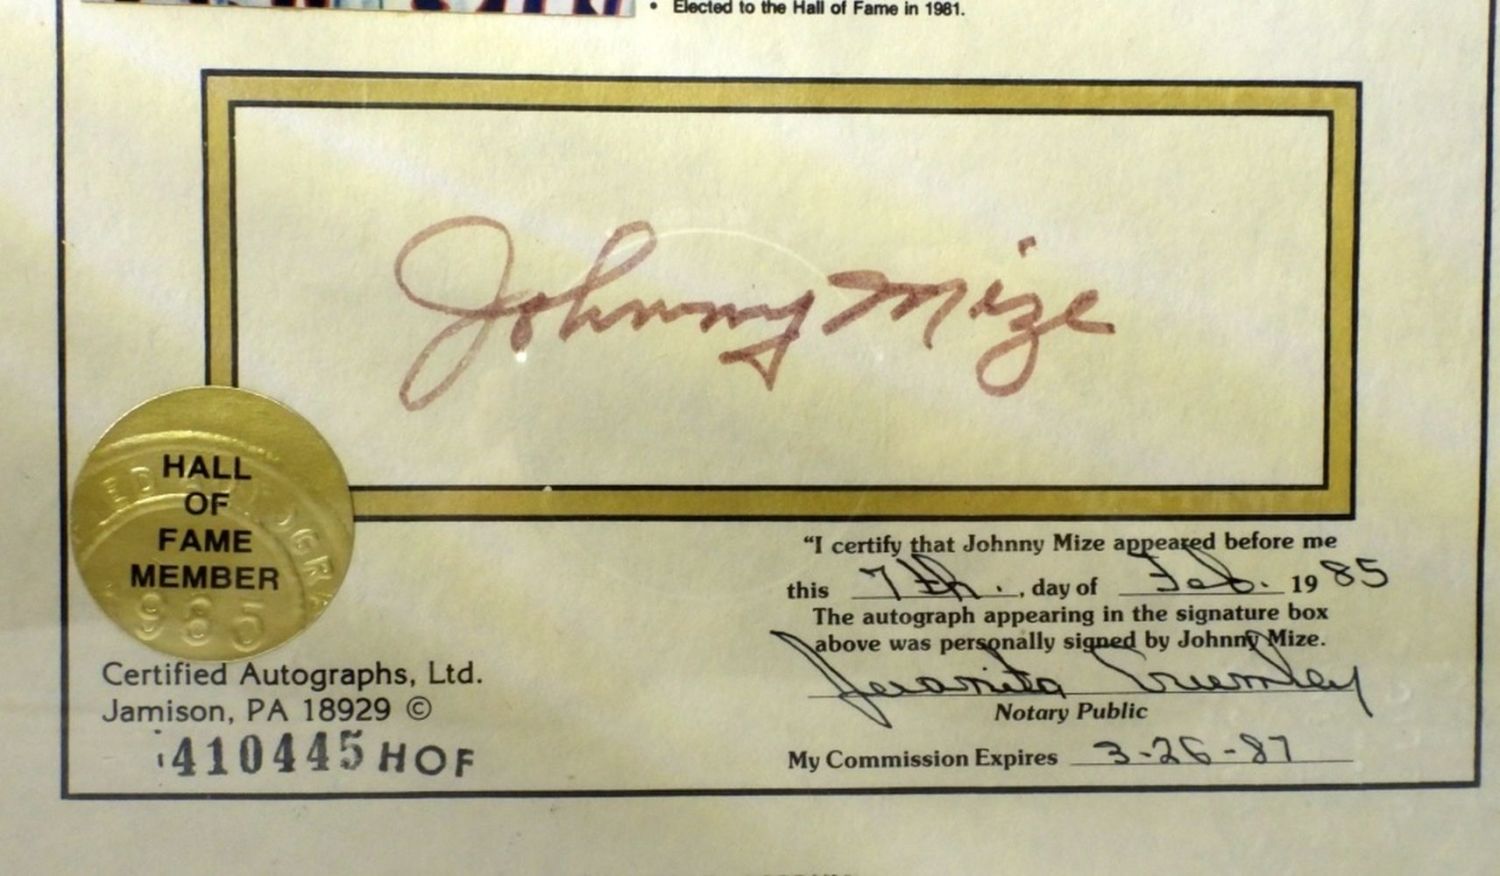 • Elected to the Hall of Fame in 1981.
Johnny Mize
HALL
OF
FAME
MEMBER
985
"I certify that Johnny Mize appeared before me
this 7th., day of Feb. 1985
The autograph appearing in the signature box
above was personally signed by Johnny Mize.
Juanita Crumley
Notary Public
My Commission Expires 3-26-87
Certified Autographs, Ltd.
Jamison, PA 18929 ©
410445 HOF